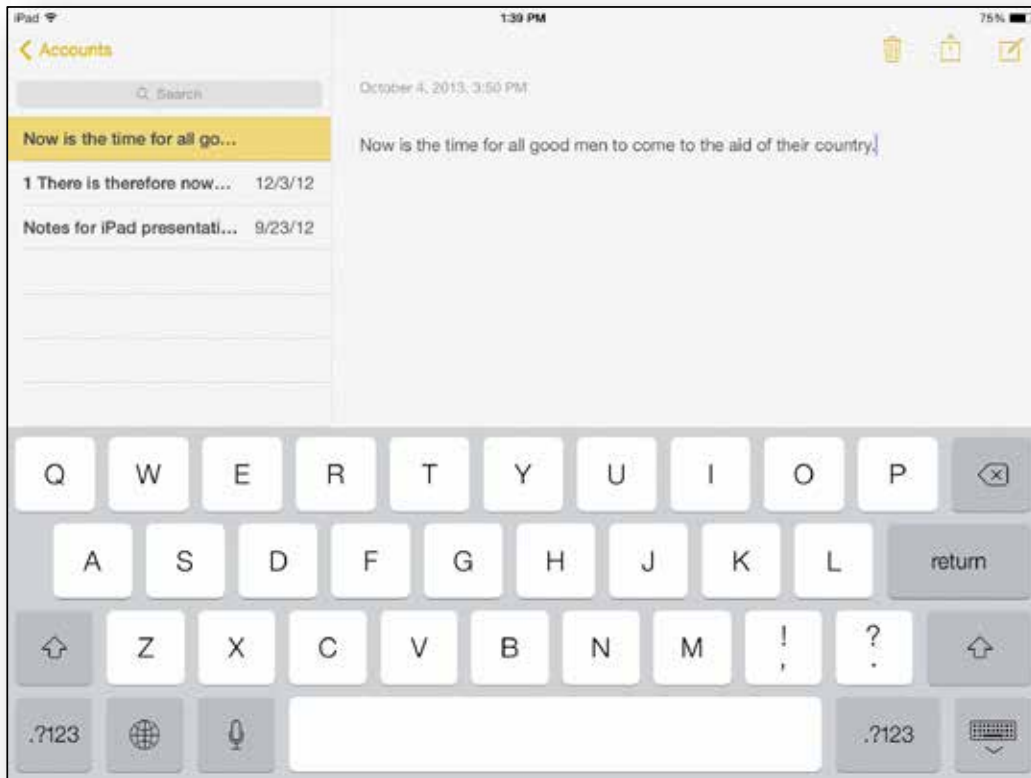 iPad
1:39 PM
75%
Accounts
Search
Now is the time for all go...
1 There is therefore now... 12/3/12
Notes for iPad presentati... 9/23/12
October 4, 2013, 3:50 PM
Now is the time for all good men to come to the aid of their country.
Q W E R T Y U I O P
A S D F G H J K L return
Z X C V B N M ! , ? .
.?123 .?123